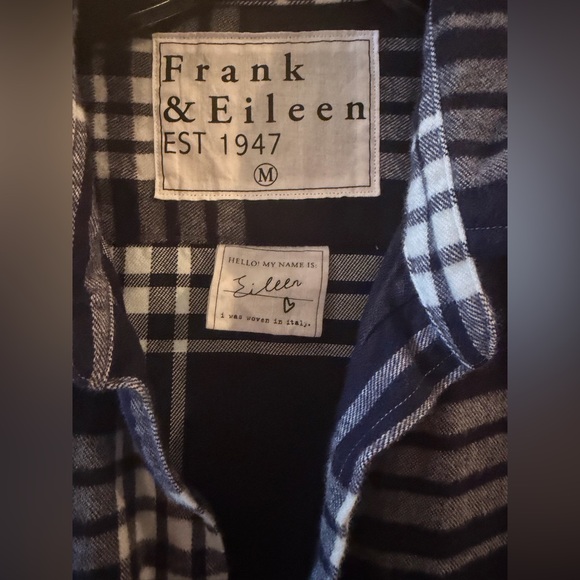 Frank
& Eileen
EST 1947
M
HELLO! MY NAME IS:
Eileen
i was woven in italy.